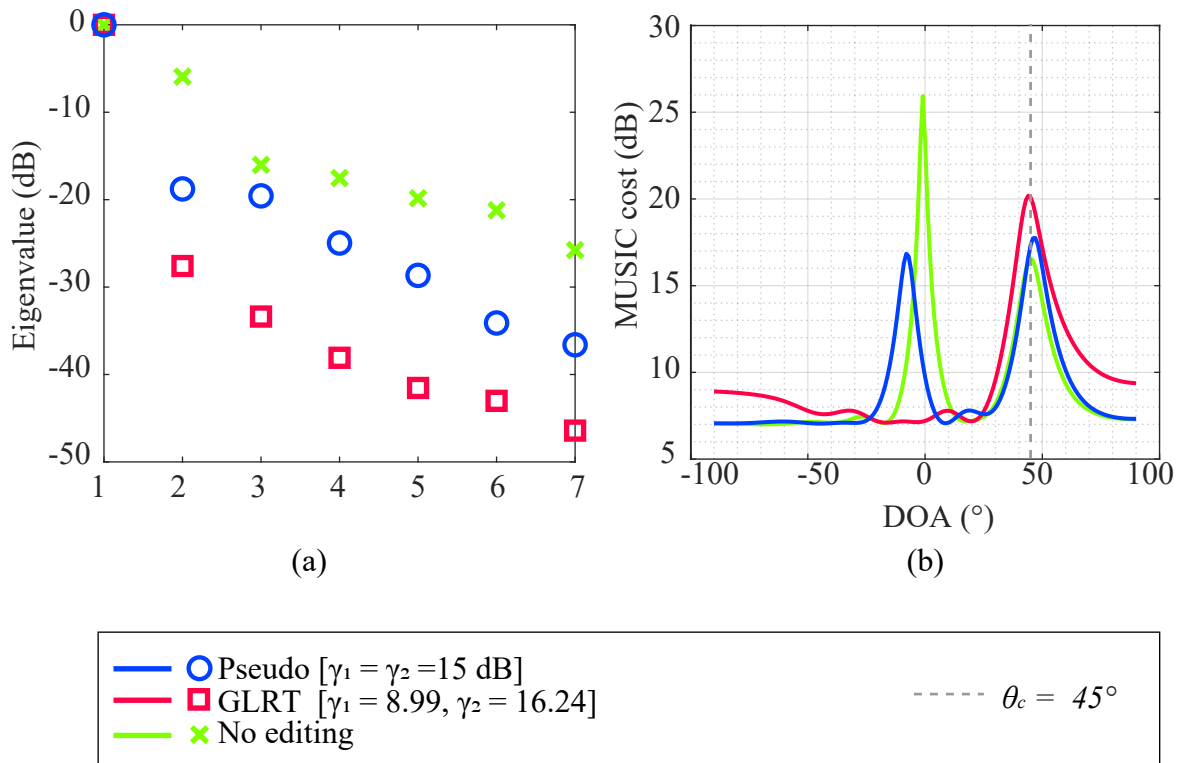 0
-10
-20
-30
-40
-50
1 2 3 4 5 6 7
Eigenvalue (dB)
(a)
30
25
20
15
10
5
-100 -50 0 50 100
MUSIC cost (dB)
DOA (°)
(b)
Pseudo [γ₁ = γ₂ =15 dB]
GLRT [γ₁ = 8.99, γ₂ = 16.24]
No editing
θ_c = 45°